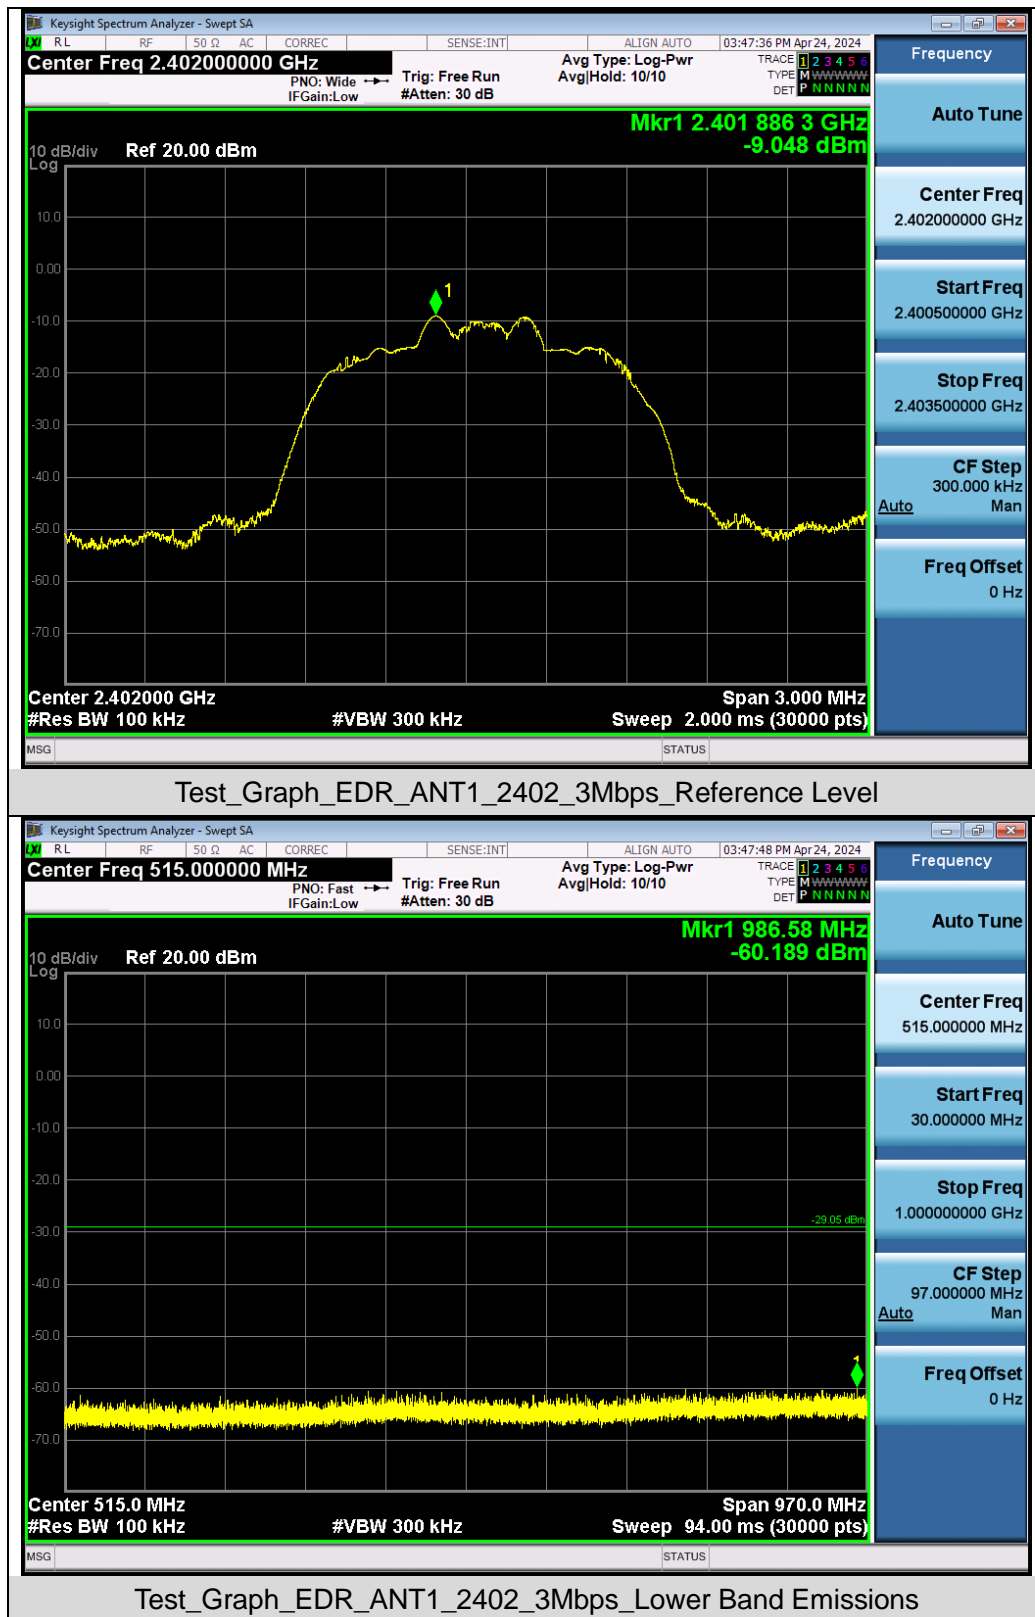 Keysight Spectrum Analyzer - Swept SA
LXI RL RF 50 Ω AC CORREC SENSE:INT ALIGN AUTO 03:47:36 PM Apr 24, 2024
Center Freq 2.402000000 GHz
PNO: Wide
IFGain:Low
Trig: Free Run
#Atten: 30 dB
Avg Type: Log-Pwr
Avg|Hold: 10/10
TRACE 1 2 3 4 5 6
TYPE M WWWWW
DET P N N N N N
Mkr1 2.401 886 3 GHz
-9.048 dBm
10 dB/div Ref 20.00 dBm
Log
10.0
0.00
-10.0
-20.0
-30.0
-40.0
-50.0
-60.0
-70.0
1
Center 2.402000 GHz Span 3.000 MHz
#Res BW 100 kHz #VBW 300 kHz Sweep 2.000 ms (30000 pts)
MSG STATUS
Frequency
Auto Tune
Center Freq
2.402000000 GHz
Start Freq
2.400500000 GHz
Stop Freq
2.403500000 GHz
CF Step
300.000 kHz
Auto Man
Freq Offset
0 Hz
Test_Graph_EDR_ANT1_2402_3Mbps_Reference Level
Keysight Spectrum Analyzer - Swept SA
LXI RL RF 50 Ω AC CORREC SENSE:INT ALIGN AUTO 03:47:48 PM Apr 24, 2024
Center Freq 515.000000 MHz
PNO: Fast
IFGain:Low
Trig: Free Run
#Atten: 30 dB
Avg Type: Log-Pwr
Avg|Hold: 10/10
TRACE 1 2 3 4 5 6
TYPE M WWWWW
DET P N N N N N
Mkr1 986.58 MHz
-60.189 dBm
10 dB/div Ref 20.00 dBm
Log
10.0
0.00
-10.0
-20.0
-30.0
-40.0
-50.0
-60.0
-70.0
-29.05 dBm
1
Center 515.0 MHz Span 970.0 MHz
#Res BW 100 kHz #VBW 300 kHz Sweep 94.00 ms (30000 pts)
MSG STATUS
Frequency
Auto Tune
Center Freq
515.000000 MHz
Start Freq
30.000000 MHz
Stop Freq
1.000000000 GHz
CF Step
97.000000 MHz
Auto Man
Freq Offset
0 Hz
Test_Graph_EDR_ANT1_2402_3Mbps_Lower Band Emissions